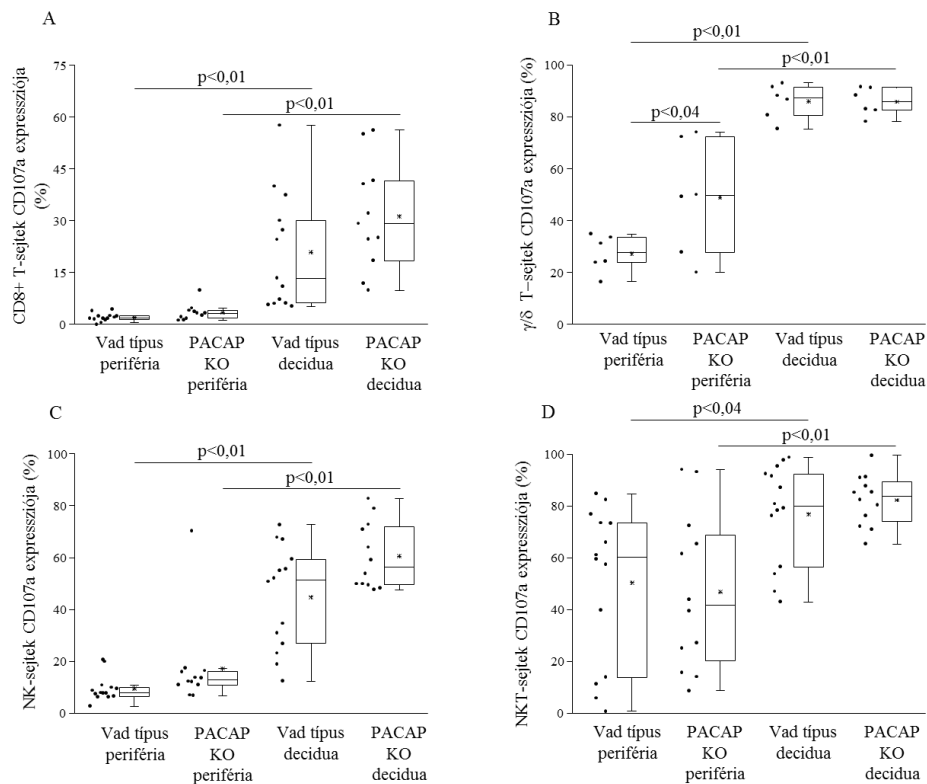 A
CD8+ T-sejtek CD107a expressziója
(%)
75
60
45
30
15
0
p<0,01
p<0,01
Vad típus
periféria
PACAP
KO
periféria
Vad típus
decidua
PACAP
KO
decidua
B
γ/δ T–sejtek CD107a expressziója (%)
100
80
60
40
20
0
p<0,01
p<0,01
p<0,04
Vad típus
periféria
PACAP
KO
periféria
Vad típus
decidua
PACAP
KO
decidua
C
NK-sejtek CD107a expressziója (%)
100
80
60
40
20
0
p<0,01
p<0,01
Vad típus
periféria
PACAP
KO
periféria
Vad típus
decidua
PACAP
KO
decidua
D
NKT-sejtek CD107a expressziója (%)
100
80
60
40
20
0
p<0,04
p<0,01
Vad típus
periféria
PACAP
KO
periféria
Vad típus
decidua
PACAP
KO
decidua